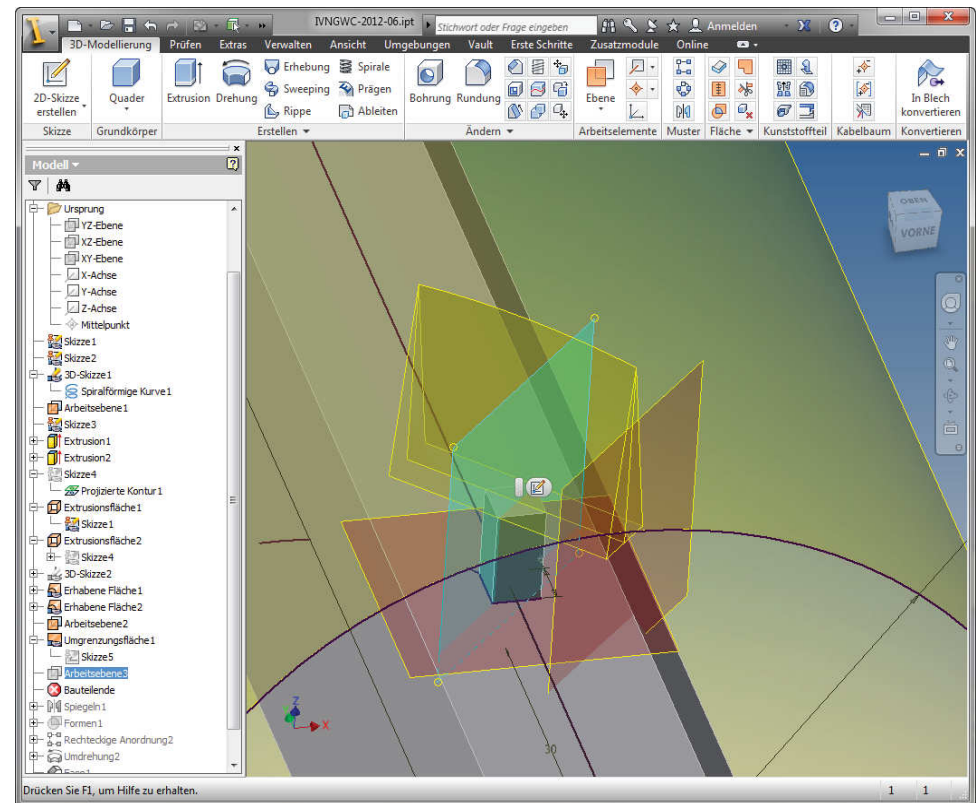 IVNGWC-2012-06.ipt
Stichwort oder Frage eingeben
Anmelden
3D-Modellierung Prüfen Extras Verwalten Ansicht Umgebungen Vault Erste Schritte Zusatzmodule Online
2D-Skizze erstellen
Quader
Extrusion
Drehung
Erhebung
Sweeping
Rippe
Spirale
Prägen
Ableiten
Bohrung
Rundung
Ebene
In Blech konvertieren
Skizze Grundkörper Erstellen Ändern Arbeitselemente Muster Fläche Kunststoffteil Kabelbaum Konvertieren
Modell
Ursprung
YZ-Ebene
XZ-Ebene
XY-Ebene
X-Achse
Y-Achse
Z-Achse
Mittelpunkt
Skizze1
Skizze2
3D-Skizze1
Spiralförmige Kurve1
Arbeitsebene1
Skizze3
Extrusion1
Extrusion2
Skizze4
Projizierte Kontur1
Extrusionsfläche1
Skizze1
Extrusionsfläche2
Skizze4
3D-Skizze2
Erhabene Fläche1
Erhabene Fläche2
Arbeitsebene2
Umgrenzungsfläche1
Skizze5
Arbeitsebene3
Bauteilende
Spiegeln1
Formen1
Rechteckige Anordnung2
Umdrehung2
OBEN
VORNE
30
Z
X
Drücken Sie F1, um Hilfe zu erhalten.
1 1